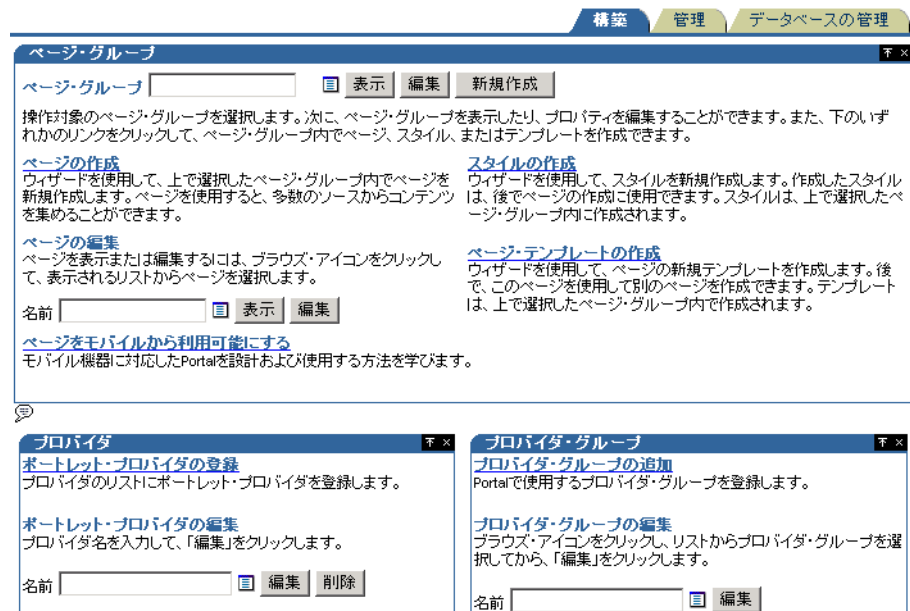 構築 管理 データベースの管理
ページ・グループ
ページ・グループ 表示 編集 新規作成
操作対象のページ・グループを選択します。次に、ページ・グループを表示したり、プロパティを編集することができます。また、下のいず
れかのリンクをクリックして、ページ・グループ内でページ、スタイル、またはテンプレートを作成できます。
ページの作成
ウィザードを使用して、上で選択したページ・グループ内でページを
新規作成します。ページを使用すると、多数のソースからコンテンツ
を集めることができます。
ページの編集
ページを表示または編集するには、ブラウズ・アイコンをクリックし
て、表示されるリストからページを選択します。
名前 表示 編集
ページをモバイルから利用可能にする
モバイル機器に対応したPortalを設計および使用する方法を学びます。
スタイルの作成
ウィザードを使用して、スタイルを新規作成します。作成したスタイル
は、後でページの作成に使用できます。スタイルは、上で選択したペ
ージ・グループ内に作成されます。
ページ・テンプレートの作成
ウィザードを使用して、ページの新規テンプレートを作成します。後
で、このページを使用して別のページを作成できます。テンプレート
は、上で選択したページ・グループ内で作成されます。
プロバイダ
ポートレット・プロバイダの登録
プロバイダのリストにポートレット・プロバイダを登録します。
ポートレット・プロバイダの編集
プロバイダ名を入力して、「編集」をクリックします。
名前 編集 削除
プロバイダ・グループ
プロバイダ・グループの追加
Portalで使用するプロバイダ・グループを登録します。
プロバイダ・グループの編集
ブラウズ・アイコンをクリックし、リストからプロバイダ・グループを選
択してから、「編集」をクリックします。
名前 編集